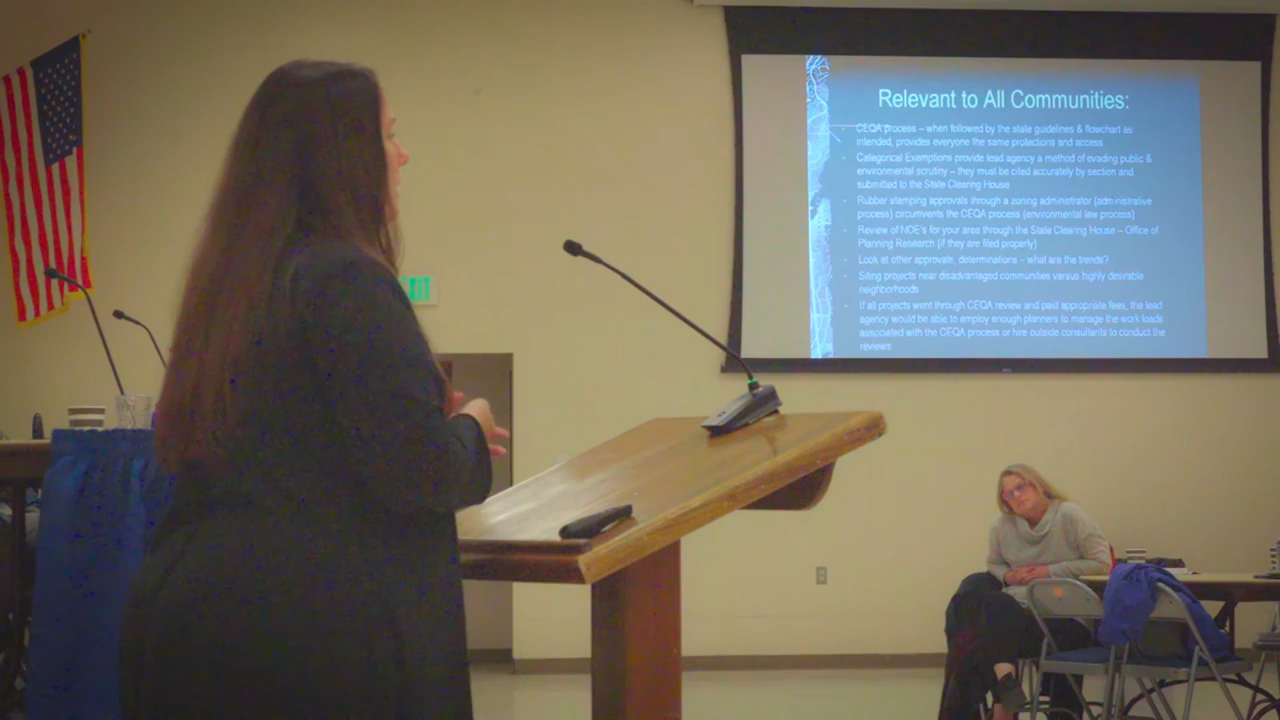 Relevant to All Communities:
CEQA process – when followed by the state guidelines & flowchart as
intended, provides everyone the same protections and access
Categorical Exemptions provide lead agency a method of evading public &
environmental scrutiny – they must be cited accurately by section and
submitted to the State Clearing House
Rubber stamping approvals through a zoning administrator (administrative
process) circumvents the CEQA process (environmental law process)
Review of NOE's for your area through the State Clearing House – Office of
Planning Research (if they are filed properly)
Look at other approvals, determinations - what are the trends?
Siting projects near disadvantaged communities versus highly desirable
neighborhoods
If all projects went through CEQA review and paid appropriate fees, the lead
agency would be able to employ enough planners to manage the work loads
associated with the CEQA process or hire outside consultants to conduct the
reviews